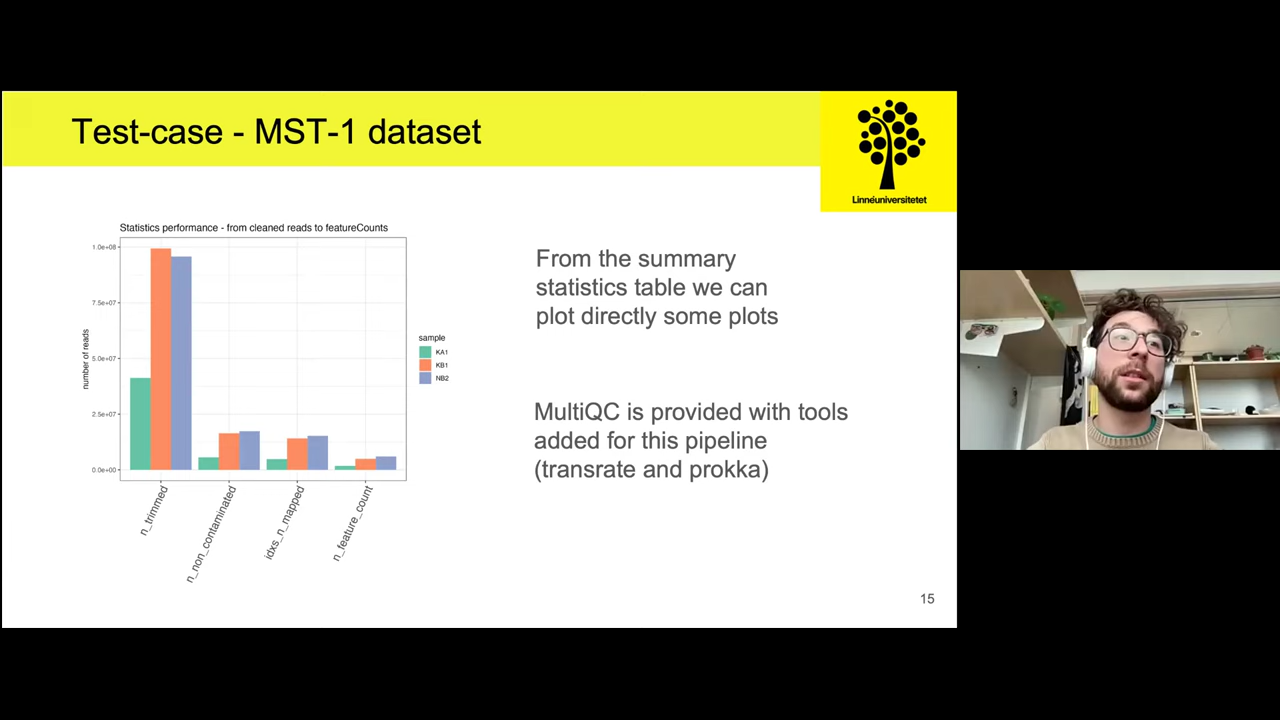 Test-case - MST-1 dataset
Linnéuniversitetet
Statistics performance - from cleaned reads to featureCounts
1.0e+08
7.5e+07
5.0e+07
2.5e+07
0.0e+00
number of reads
n_trimmed
n_non_contaminated
idxs_n_mapped
n_feature_count
sample
KA1
KB1
NB2
From the summary
statistics table we can
plot directly some plots
MultiQC is provided with tools
added for this pipeline
(transrate and prokka)
15